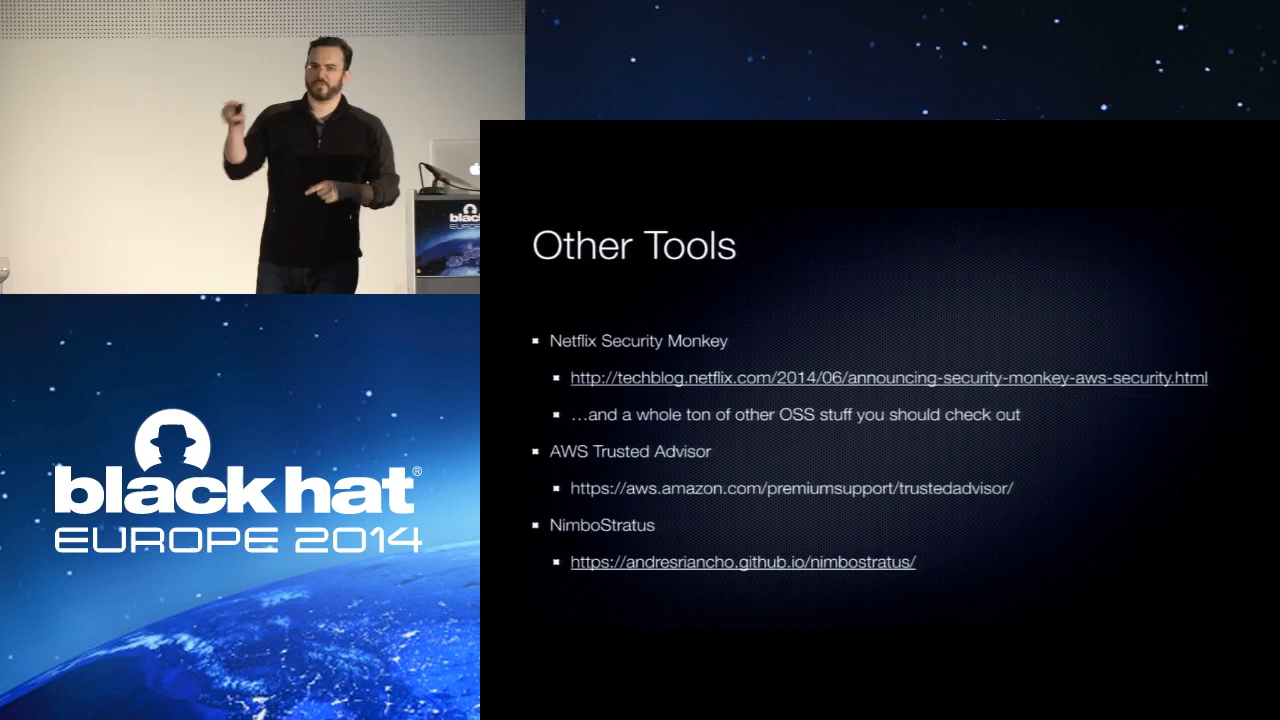 Other Tools
Netflix Security Monkey
http://techblog.netflix.com/2014/06/announcing-security-monkey-aws-security.html
…and a whole ton of other OSS stuff you should check out
AWS Trusted Advisor
https://aws.amazon.com/premiumsupport/trustedadvisor/
NimboStratus
https://andresriancho.github.io/nimbostratus/
black hat®
EUROPE 2014
blac
EUROP